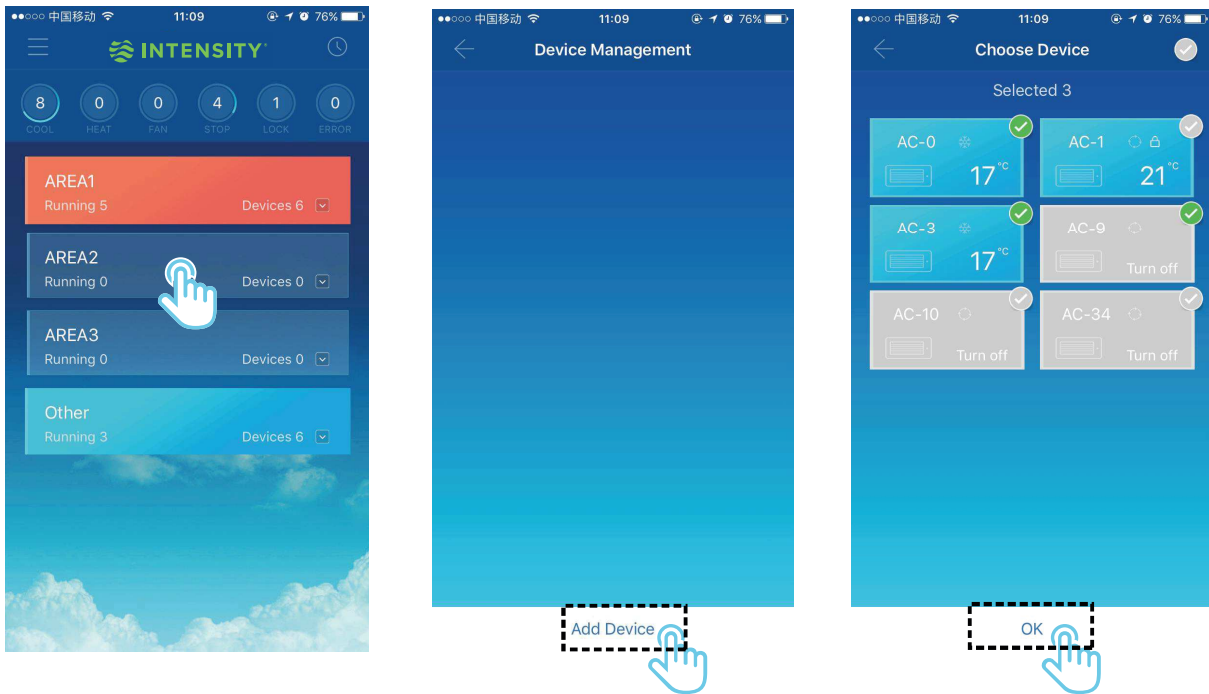 中国移动 11:09 76%
INTENSITY
8 0 0 4 1 0
COOL HEAT FAN STOP LOCK ERROR
AREA1
Running 5 Devices 6
AREA2
Running 0 Devices 0
AREA3
Running 0 Devices 0
Other
Running 3 Devices 6
中国移动 11:09 76%
Device Management
Add Device
中国移动 11:09 76%
Choose Device
Selected 3
AC-0
17°C
AC-1
21°C
AC-3
17°C
AC-9
Turn off
AC-10
Turn off
AC-34
Turn off
OK